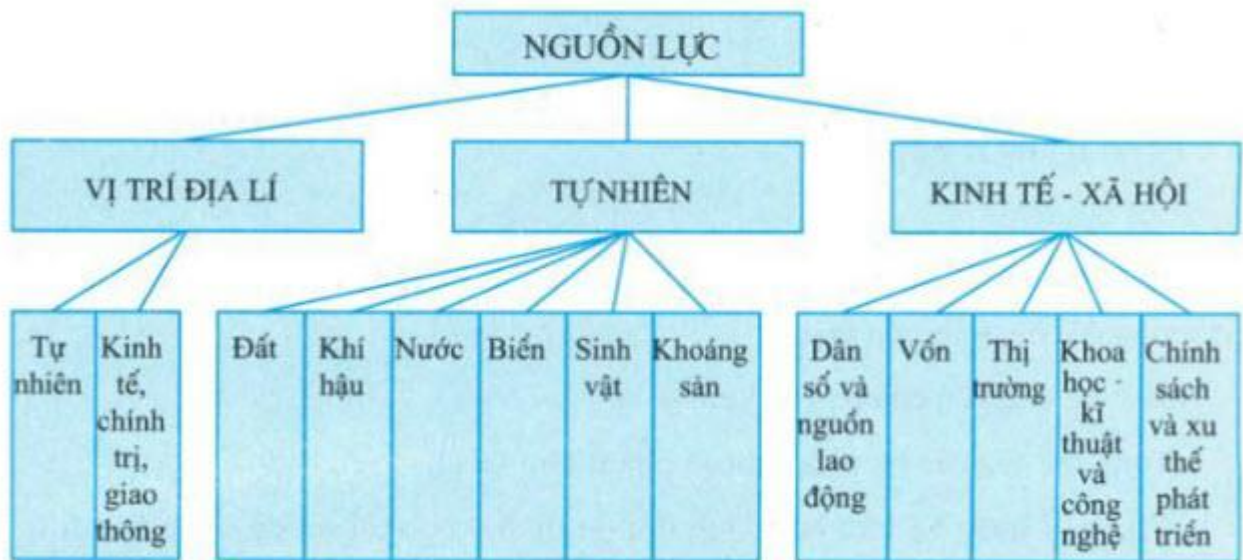 NGUỒN LỰC
VỊ TRÍ ĐỊA LÍ
TỰ NHIÊN
KINH TẾ - XÃ HỘI
Tự
nhiên
Kinh
tế,
chính
trị,
giao
thông
Đất
Khí
hậu
Nước
Biển
Sinh
vật
Khoáng
sản
Dân
số và
nguồn
lao
động
Vốn
Thị
trường
Khoa
học -
kĩ
thuật
và
công
nghệ
Chính
sách
và xu
thế
phát
triển